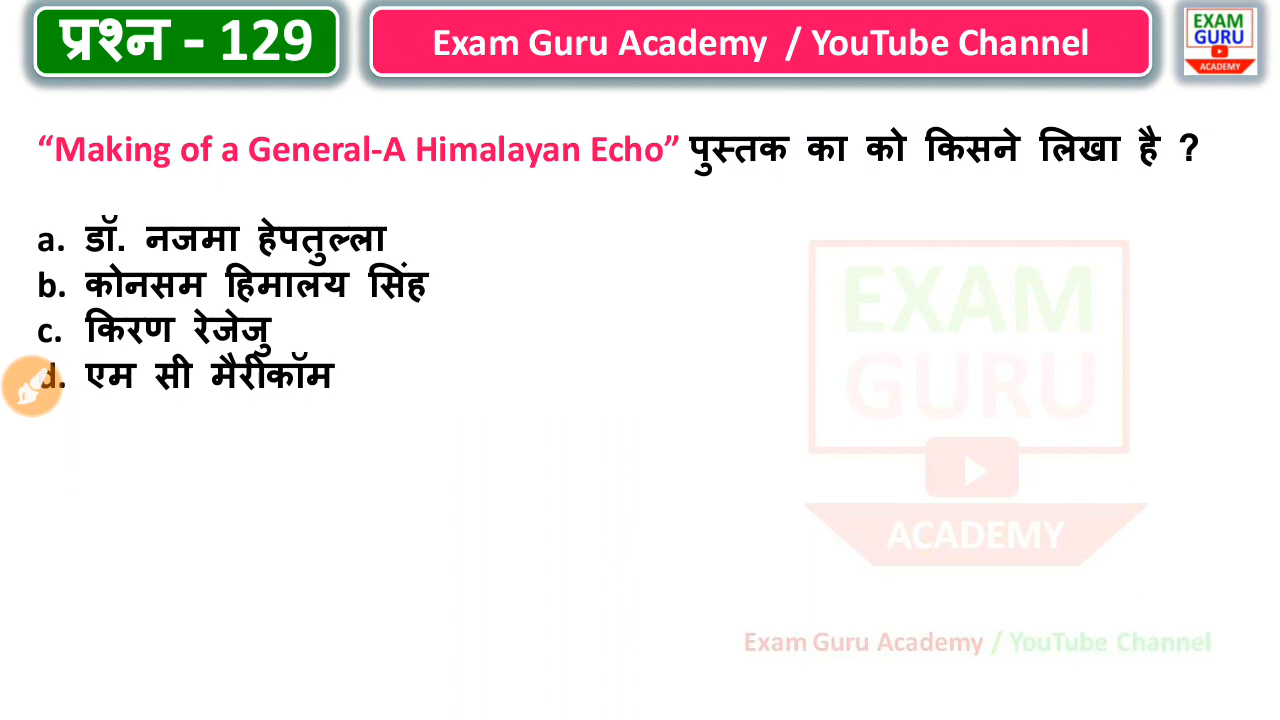 प्रश्न - 129
Exam Guru Academy / YouTube Channel
EXAM
GURU
ACADEMY
“Making of a General-A Himalayan Echo” पुस्तक का को किसने लिखा है ?
a. डॉ. नजमा हेपतुल्ला
b. कोनसम हिमालय सिंह
c. किरण रेजेजु
d. एम सी मैरीकॉम
EXAM
GURU
ACADEMY
Exam Guru Academy / YouTube Channel